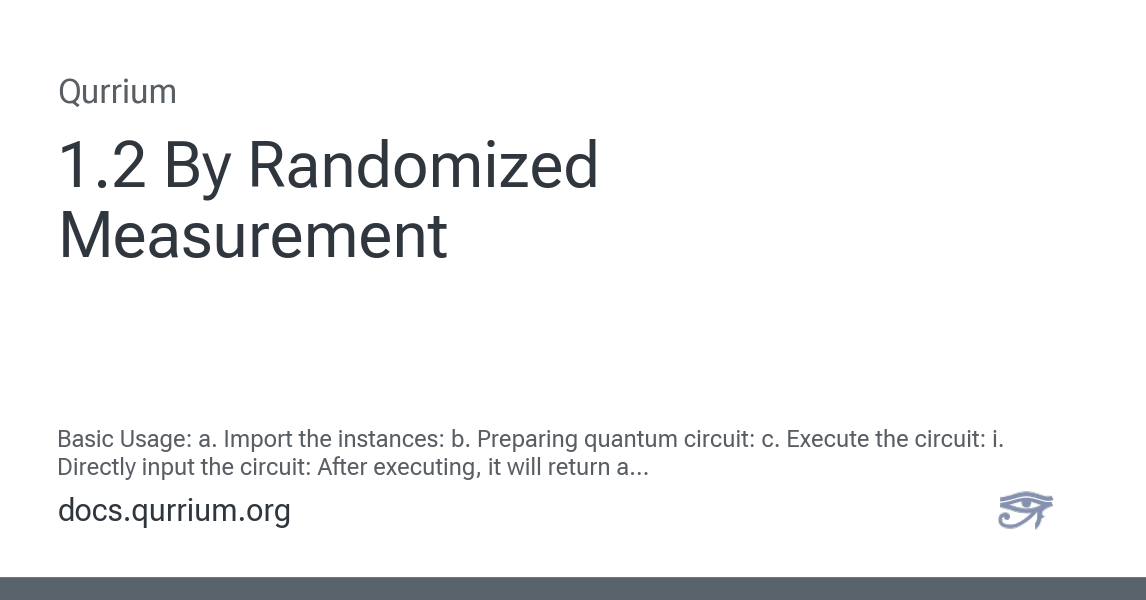 Qurrium
1.2 By Randomized
Measurement
Basic Usage: a. Import the instances: b. Preparing quantum circuit: c. Execute the circuit: i.
Directly input the circuit: After executing, it will return a...
docs.qurrium.org